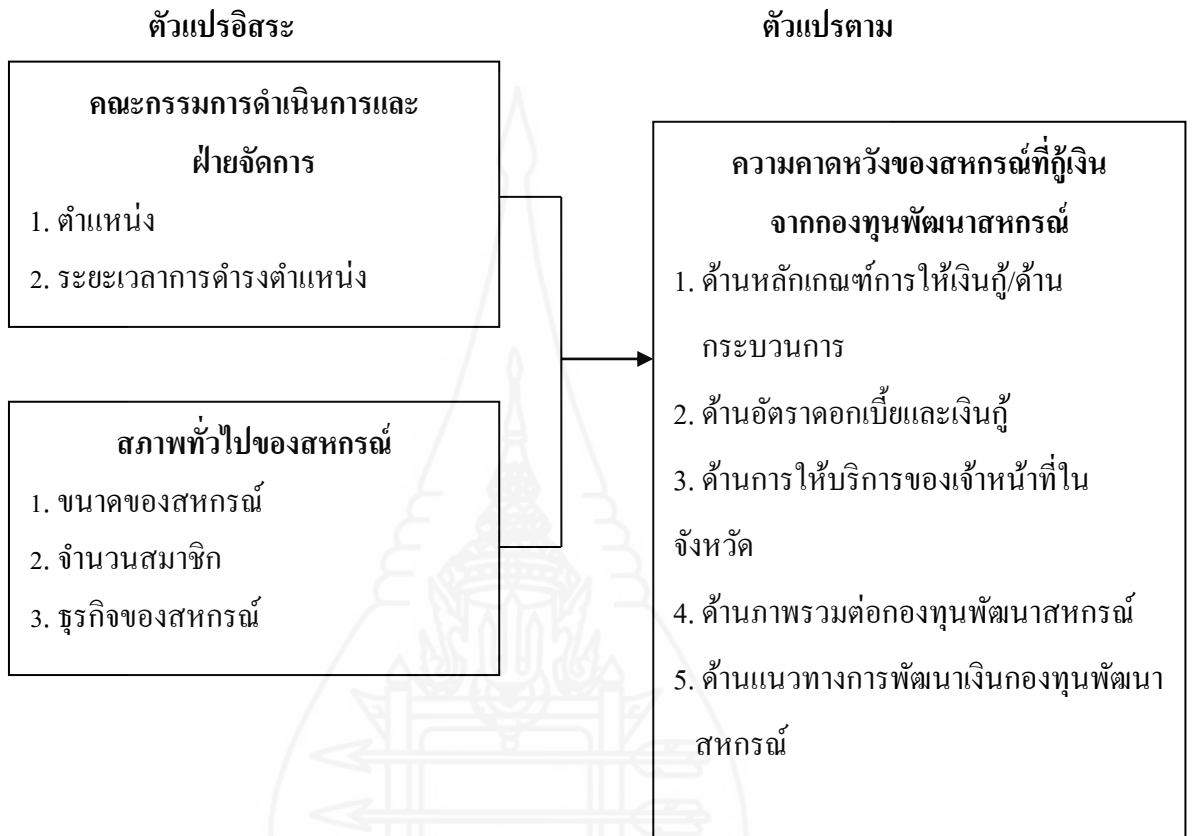 ตัวแปรอิสระ
ตัวแปรตาม
คณะกรรมการดำเนินการและ
ฝ่ายจัดการ
1. ตำแหน่ง
2. ระยะเวลาการดำรงตำแหน่ง
สภาพทั่วไปของสหกรณ์
1. ขนาดของสหกรณ์
2. จำนวนสมาชิก
3. ธุรกิจของสหกรณ์
ความคาดหวังของสหกรณ์ที่กู้เงิน
จากกองทุนพัฒนาสหกรณ์
1. ด้านหลักเกณฑ์การให้เงินกู้/ด้าน
กระบวนการ
2. ด้านอัตราดอกเบี้ยและเงินกู้
3. ด้านการให้บริการของเจ้าหน้าที่ใน
จังหวัด
4. ด้านภาพรวมต่อกองทุนพัฒนาสหกรณ์
5. ด้านแนวทางการพัฒนาเงินกองทุนพัฒนา
สหกรณ์